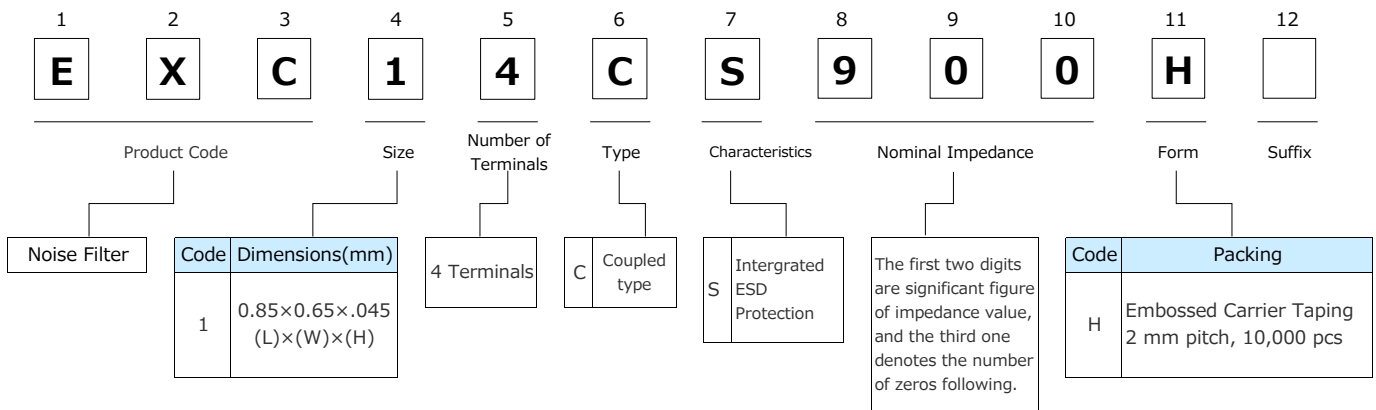 1 2 3 4 5 6 7 8 9 10 11 12
E X C 1 4 C S 9 0 0 H
Product Code
Size
Number of
Terminals
Type
Characteristics
Nominal Impedance
Form
Suffix
Noise Filter
Code Dimensions(mm)
1 0.85×0.65×.045
(L)×(W)×(H)
4 Terminals
C Coupled
type
S Intergrated
ESD
Protection
The first two digits
are significant figure
of impedance value,
and the third one
denotes the number
of zeros following.
Code Packing
H Embossed Carrier Taping
2 mm pitch, 10,000 pcs